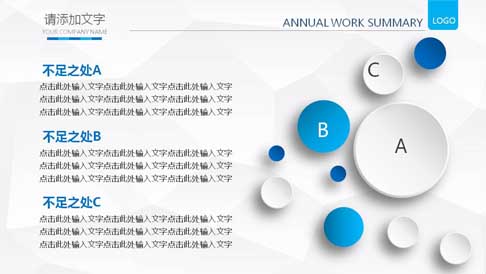 请添加文字
YOUR COMPANY NAME
ANNUAL WORK SUMMARY
LOGO
不足之处A
点击此处输入文字点击此处输入文字点击此处输入文字
点击此处输入文字点击此处输入文字点击此处输入文字
点击此处输入文字点击此处输入文字点击此处输入文字
不足之处B
点击此处输入文字点击此处输入文字点击此处输入文字
点击此处输入文字点击此处输入文字点击此处输入文字
点击此处输入文字点击此处输入文字点击此处输入文字
不足之处C
点击此处输入文字点击此处输入文字点击此处输入文字
点击此处输入文字点击此处输入文字点击此处输入文字
点击此处输入文字点击此处输入文字点击此处输入文字
C
B
A